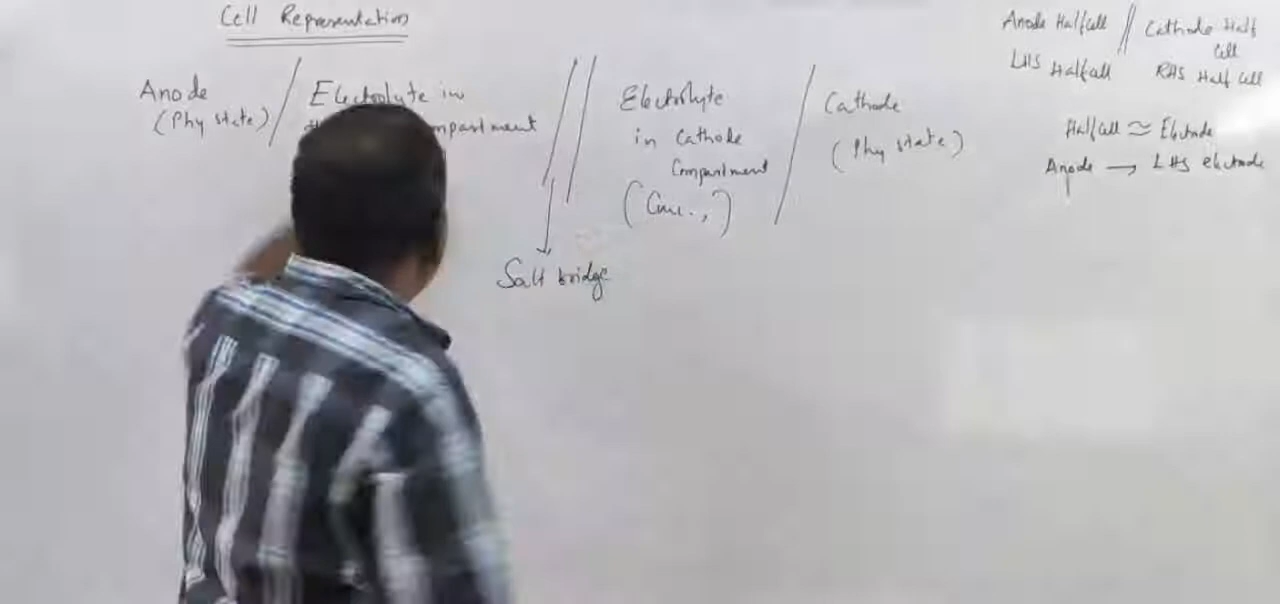 Cell Representation
Anode / Electrolyte in // Electrolyte / Cathode
(Phy state) compartment in Cathode (Phy state)
Compartment
(Conc.,)
Salt bridge
Anode Halfcell // Cathode Half
Cell
LHS Halfcell RHS Half Cell
Halfcell ≃ Electrode
Anode → LHS electrode